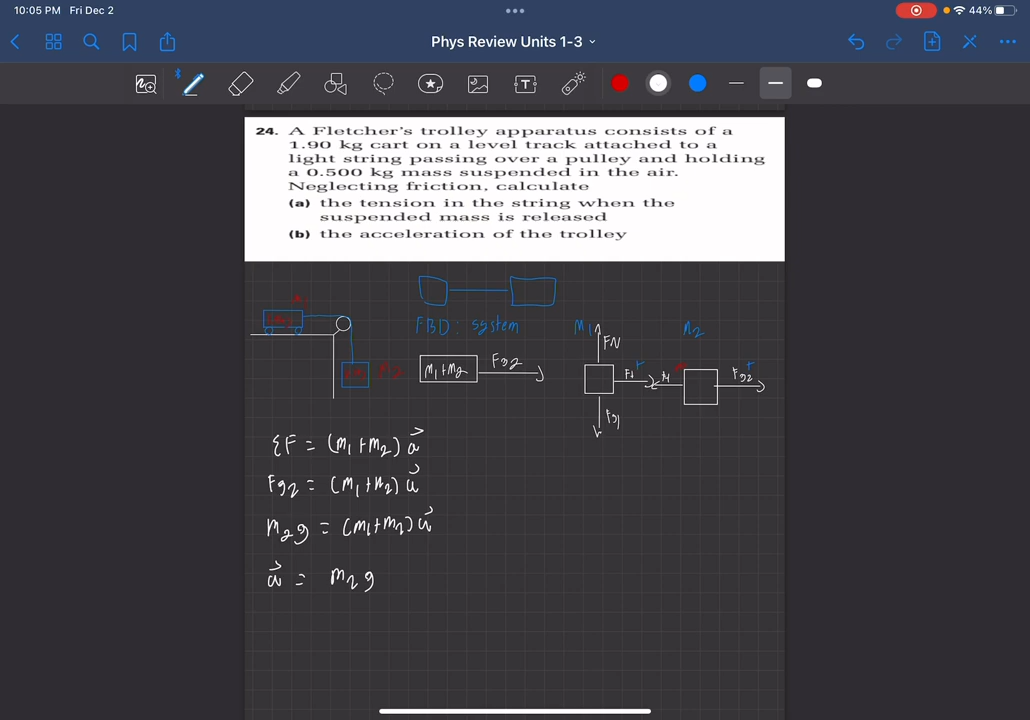 10:05 PM Fri Dec 2
44%
Phys Review Units 1-3
24. A Fletcher's trolley apparatus consists of a
1.90 kg cart on a level track attached to a
light string passing over a pulley and holding
a 0.500 kg mass suspended in the air.
Neglecting friction, calculate
(a) the tension in the string when the
suspended mass is released
(b) the acceleration of the trolley
FBD: system
M1
M2
FN
m1+m2
Fg2
Ft
Ft
Fg2
Fg1
ΣF = (m1+m2) a⃗
Fg2 = (m1+m2) a⃗
m2g = (m1+m2) a⃗
a⃗ = m2g